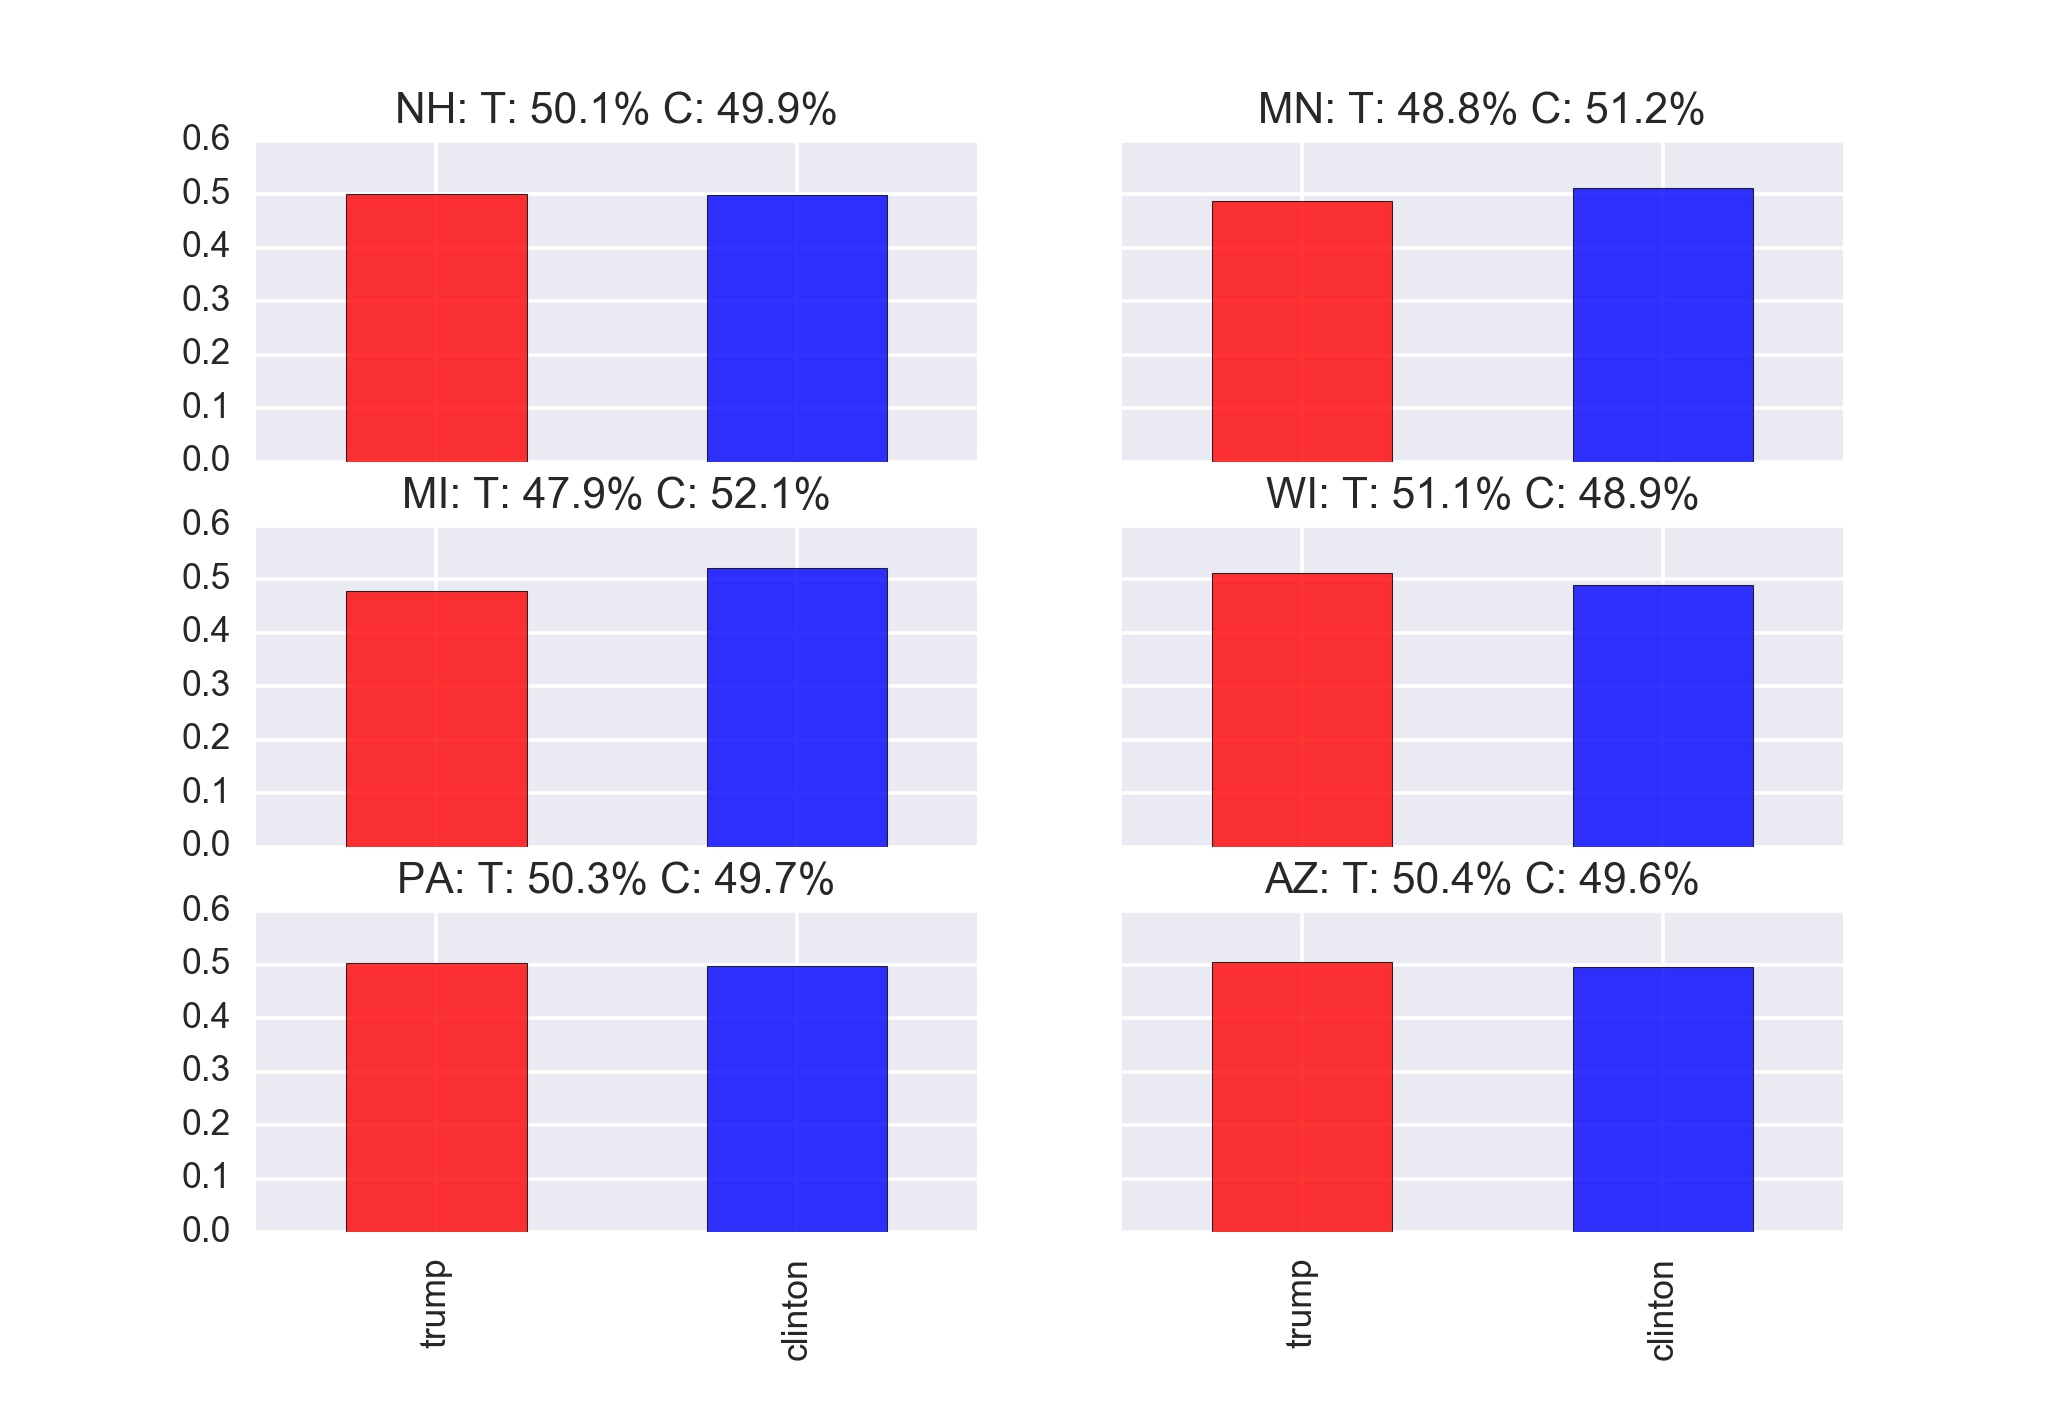 NH: T: 50.1% C: 49.9%
0.6
0.5
0.4
0.3
0.2
0.1
0.0
MN: T: 48.8% C: 51.2%
MI: T: 47.9% C: 52.1%
0.6
0.5
0.4
0.3
0.2
0.1
0.0
WI: T: 51.1% C: 48.9%
PA: T: 50.3% C: 49.7%
0.6
0.5
0.4
0.3
0.2
0.1
0.0
trump
clinton
AZ: T: 50.4% C: 49.6%
trump
clinton